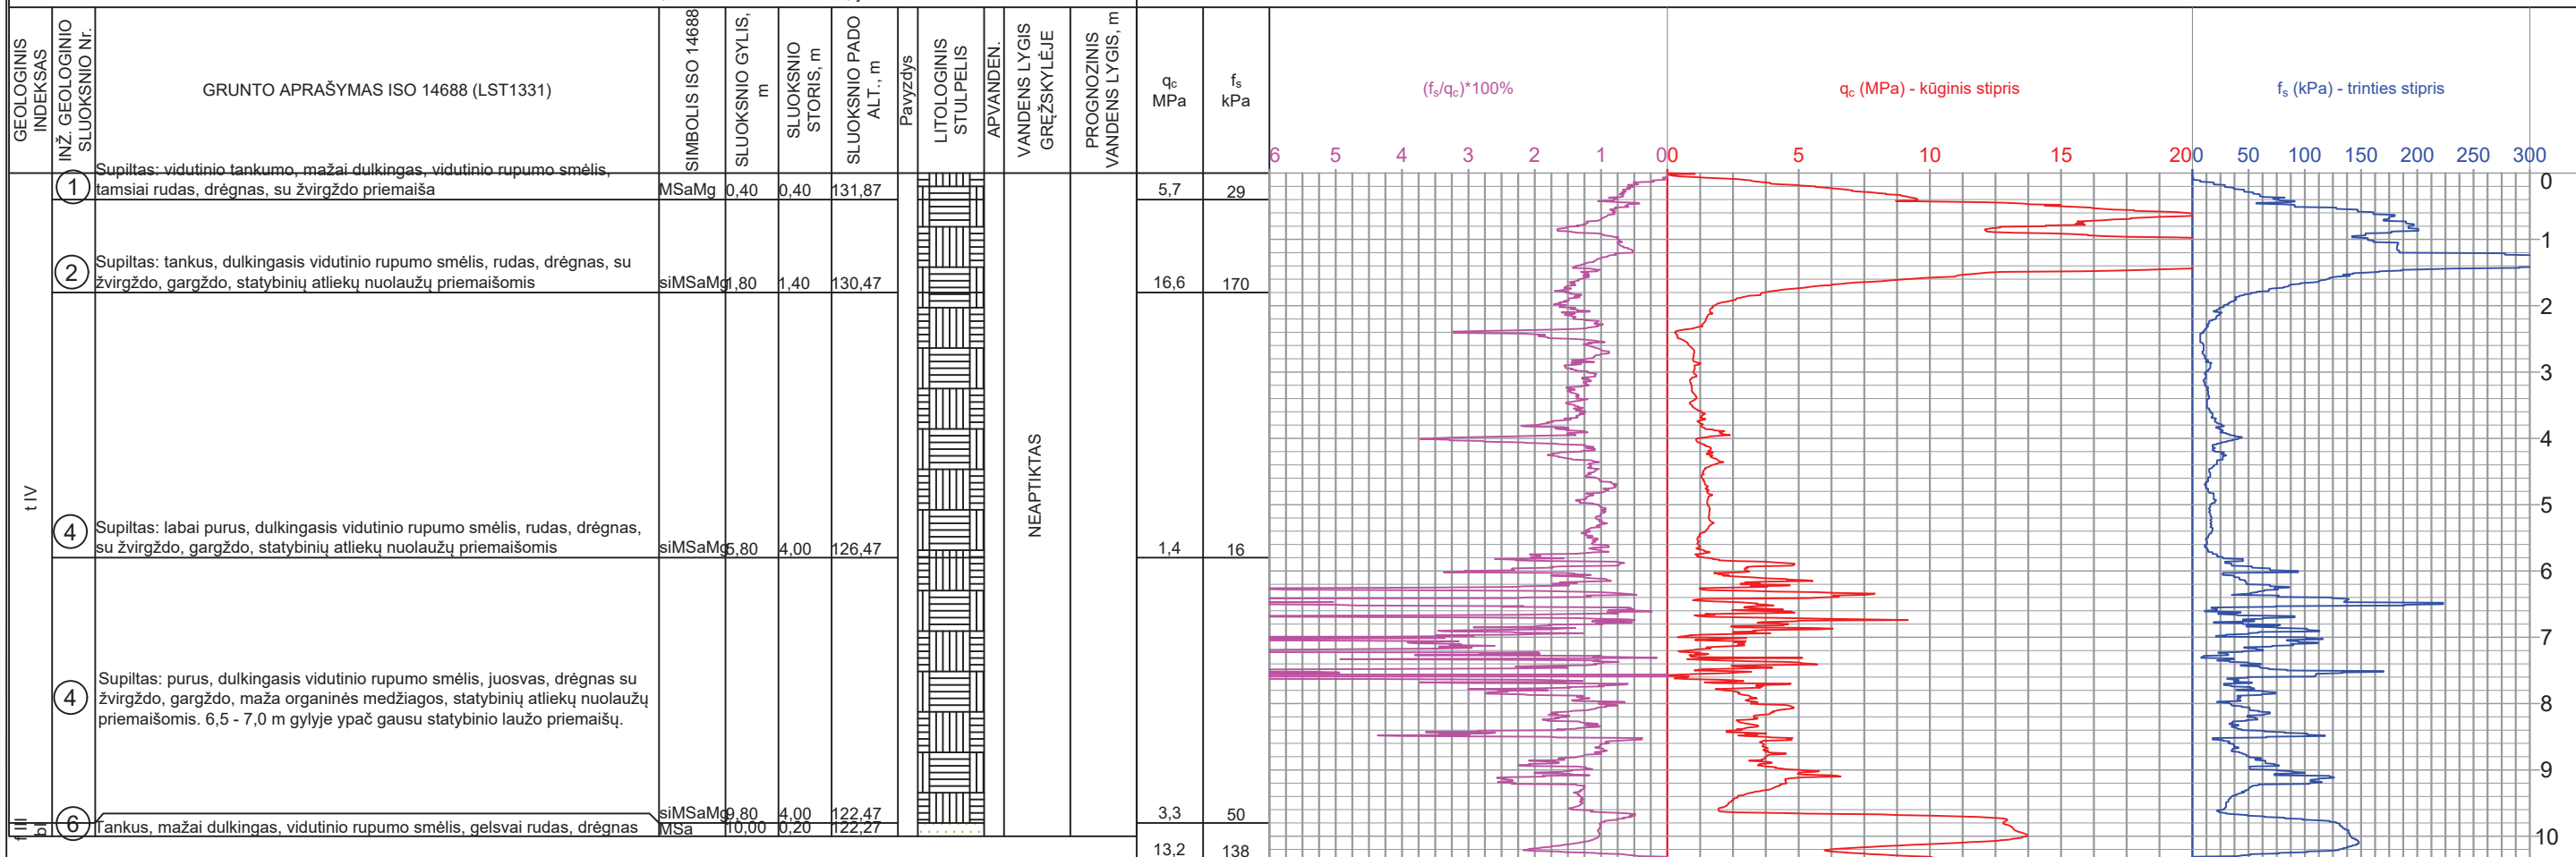 GEOLOGINIS
INDEKSAS
INŽ. GEOLOGINIO
SLUOKSNIO Nr.
GRUNTO APRAŠYMAS ISO 14688 (LST1331)
SIMBOLIS ISO 14688
SLUOKSNIO GYLIS,
m
SLUOKSNIO
STORIS, m
SLUOKSNIO PADO
ALT., m
Pavyzdys
LITOLOGINIS
STULPELIS
APVANDEN.
VANDENS LYGIS
GRĘŽSKYLĖJE
PROGNOZINIS
VANDENS LYGIS, m
qc
MPa
fs
kPa
(fs/qc)*100%
qc (MPa) - kūginis stipris
fs (kPa) - trinties stipris
6 5 4 3 2 1 0
0 5 10 15 20
0 50 100 150 200 250 300
t IV
1
Supiltas: vidutinio tankumo, mažai dulkingas, vidutinio rupumo smėlis,
tamsiai rudas, drėgnas, su žvirgždo priemaiša
MSaMg 0,40 0,40 131,87 5,7 29
2
Supiltas: tankus, dulkingasis vidutinio rupumo smėlis, rudas, drėgnas, su
žvirgždo, gargždo, statybinių atliekų nuolaužų priemaišomis
siMSaMg 1,80 1,40 130,47 16,6 170
4
Supiltas: labai purus, dulkingasis vidutinio rupumo smėlis, rudas, drėgnas,
su žvirgždo, gargždo, statybinių atliekų nuolaužų priemaišomis
siMSaMg 5,80 4,00 126,47 1,4 16
NEAPTIKTAS
4
Supiltas: purus, dulkingasis vidutinio rupumo smėlis, juosvas, drėgnas su
žvirgždo, gargždo, maža organinės medžiagos, statybinių atliekų nuolaužų
priemaišomis. 6,5 - 7,0 m gylyje ypač gausu statybinio laužo priemaišų.
siMSaMg 9,80 4,00 122,47 3,3 50
f III
bl
6
Tankus, mažai dulkingas, vidutinio rupumo smėlis, gelsvai rudas, drėgnas
MSa 10,00 0,20 122,27
13,2 138
0
1
2
3
4
5
6
7
8
9
10